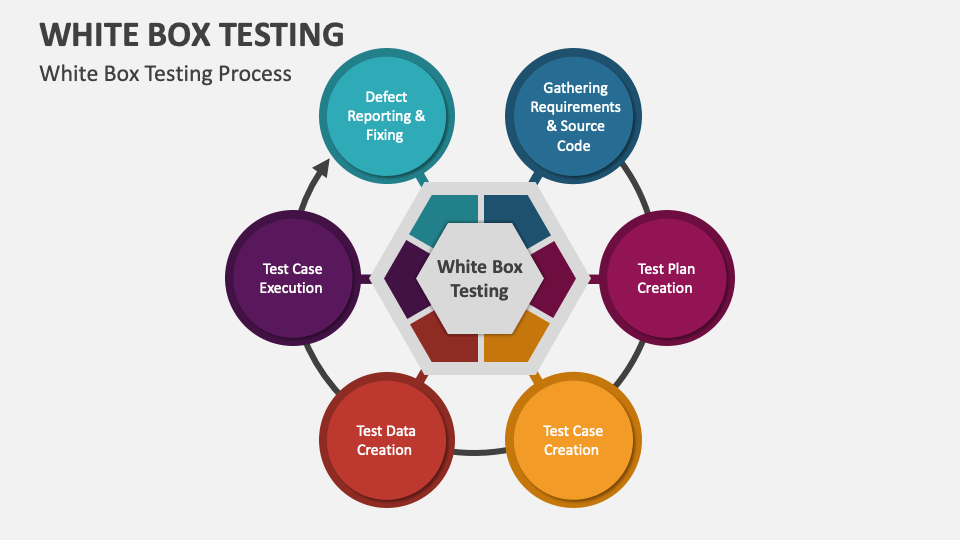 WHITE BOX TESTING
White Box Testing Process
Defect
Reporting &
Fixing
Gathering
Requirements
& Source
Code
Test Case
Execution
White Box
Testing
Test Plan
Creation
Test Data
Creation
Test Case
Creation